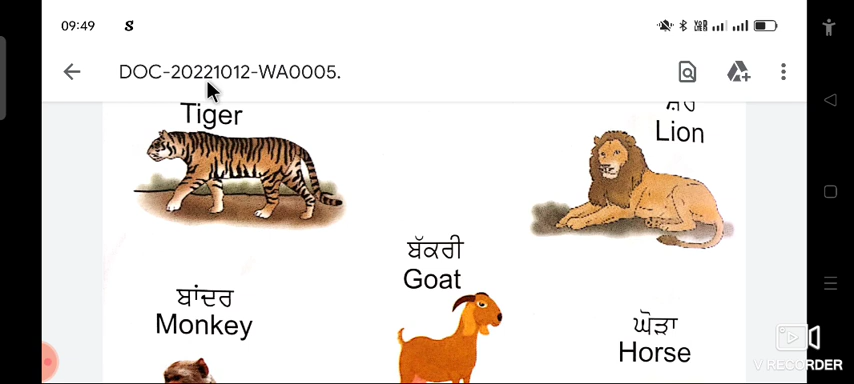 09:49 S
DOC-20221012-WA0005.
Tiger
Lion
ਬੱਕਰੀ
Goat
ਬਾਂਦਰ
Monkey
ਘੋੜਾ
Horse
V RECORDER